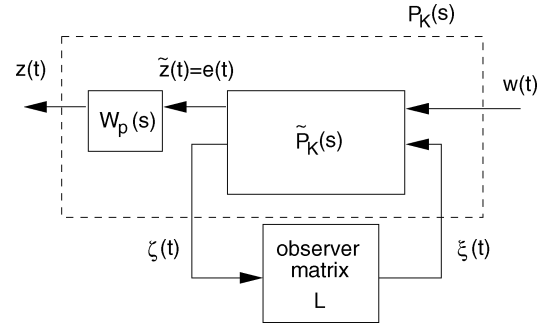 P_K(s)
z(t)
z̃(t)=e(t)
w(t)
W_p(s)
P̃_K(s)
ζ(t)
observer
matrix
L
ξ(t)